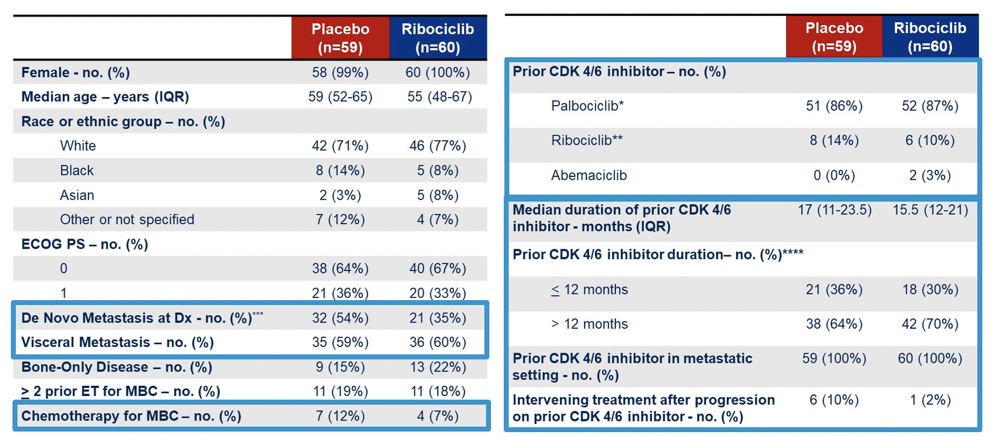 Placebo Ribociclib
(n=59) (n=60)
Female - no. (%) 58 (99%) 60 (100%)
Median age – years (IQR) 59 (52-65) 55 (48-67)
Race or ethnic group – no. (%)
White 42 (71%) 46 (77%)
Black 8 (14%) 5 (8%)
Asian 2 (3%) 5 (8%)
Other or not specified 7 (12%) 4 (7%)
ECOG PS – no. (%)
0 38 (64%) 40 (67%)
1 21 (36%) 20 (33%)
De Novo Metastasis at Dx - no. (%)*** 32 (54%) 21 (35%)
Visceral Metastasis – no. (%) 35 (59%) 36 (60%)
Bone-Only Disease – no. (%) 9 (15%) 13 (22%)
≥ 2 prior ET for MBC – no. (%) 11 (19%) 11 (18%)
Chemotherapy for MBC – no. (%) 7 (12%) 4 (7%)
Placebo Ribociclib
(n=59) (n=60)
Prior CDK 4/6 inhibitor – no. (%)
Palbociclib* 51 (86%) 52 (87%)
Ribociclib** 8 (14%) 6 (10%)
Abemaciclib 0 (0%) 2 (3%)
Median duration of prior CDK 4/6 17 (11-23.5) 15.5 (12-21)
inhibitor - months (IQR)
Prior CDK 4/6 inhibitor duration– no. (%)****
≤ 12 months 21 (36%) 18 (30%)
> 12 months 38 (64%) 42 (70%)
Prior CDK 4/6 inhibitor in metastatic 59 (100%) 60 (100%)
setting - no. (%)
Intervening treatment after progression 6 (10%) 1 (2%)
on prior CDK 4/6 inhibitor - no. (%)